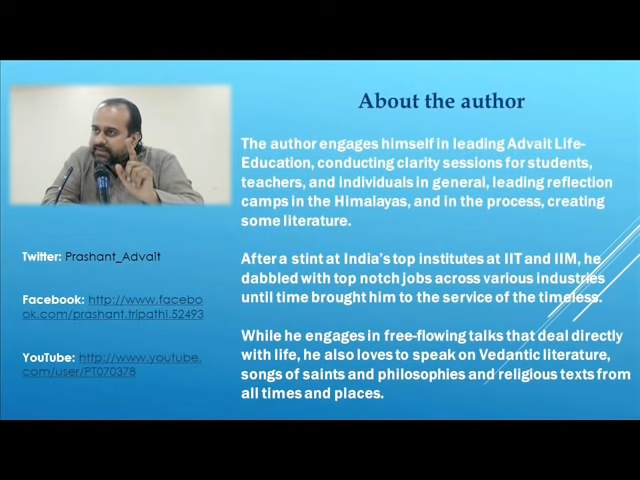 About the author
The author engages himself in leading Advait Life-
Education, conducting clarity sessions for students,
teachers, and individuals in general, leading reflection
camps in the Himalayas, and in the process, creating
some literature.
After a stint at India's top institutes at IIT and IIM, he
dabbled with top notch jobs across various industries
until time brought him to the service of the timeless.
While he engages in free-flowing talks that deal directly
with life, he also loves to speak on Vedantic literature,
songs of saints and philosophies and religious texts from
all times and places.
Twitter: Prashant_Advait
Facebook: http://www.facebo
ok.com/prashant.tripathi.52493
YouTube: http://www.youtube.
com/user/PT070378